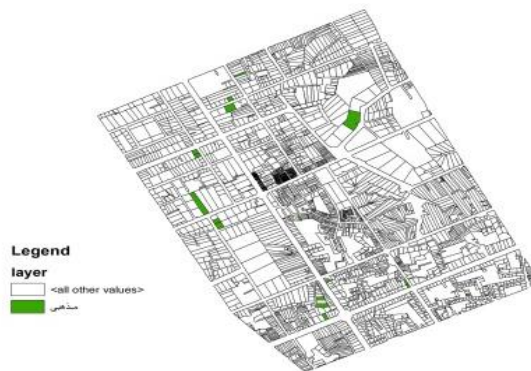 Legend
layer
<all other values>
مذهبی